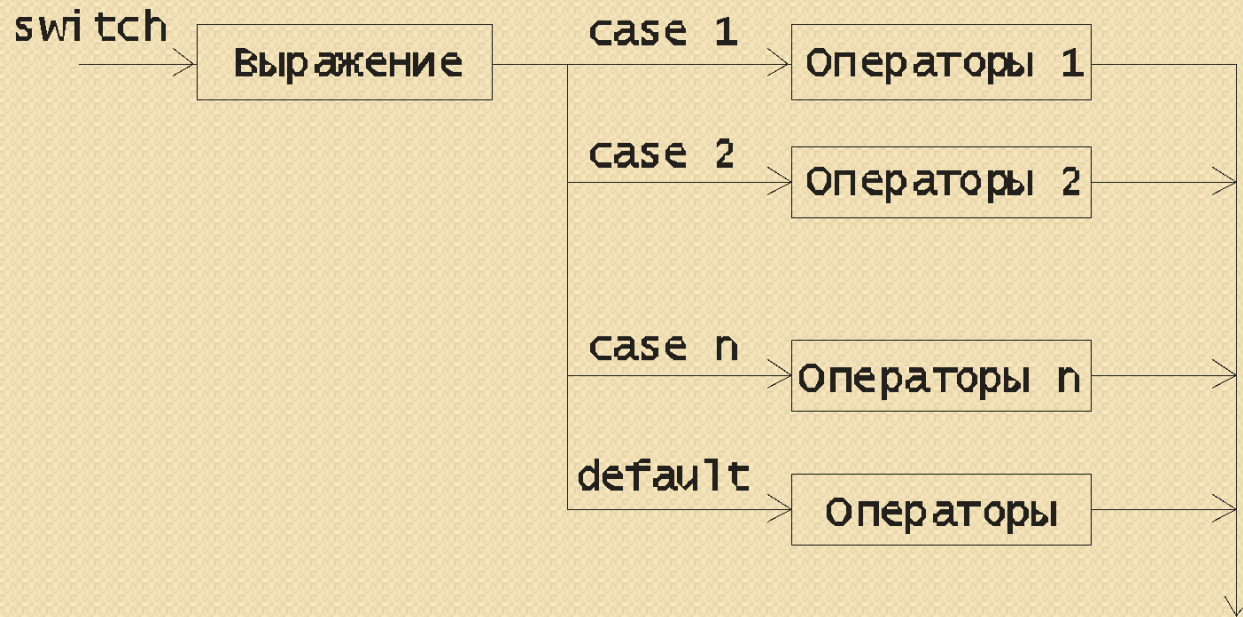 switch
Выражение
case 1
Операторы 1
case 2
Операторы 2
case n
Операторы n
default
Операторы